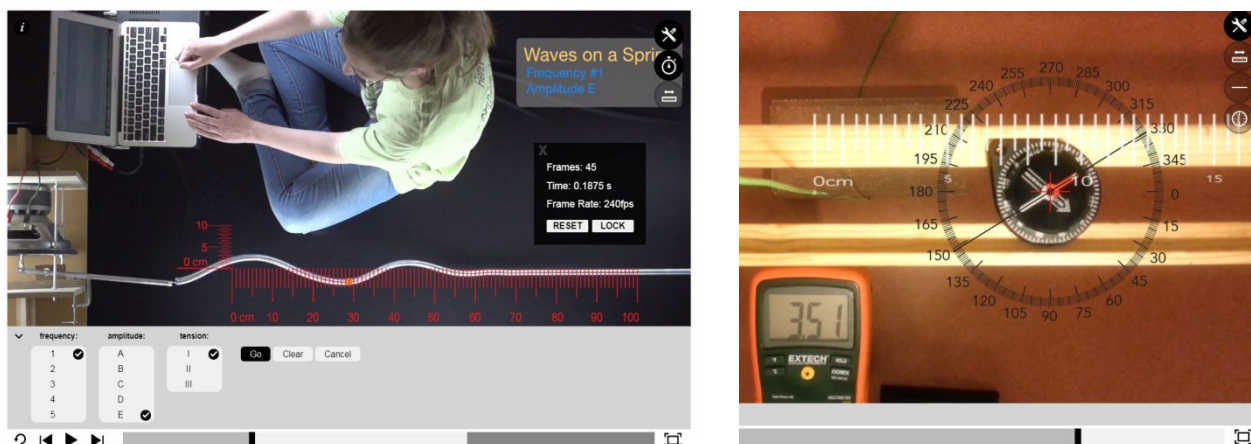 Waves on a Sprin
Frequency #1
Amplitude E
X
Frames: 45
Time: 0.1875 s
Frame Rate: 240fps
RESET LOCK
10
5
0 cm
0 cm 10 20 30 40 50 60 70 80 90 100
frequency: amplitude: tension:
1 A I Go Clear Cancel
2 B II
3 C III
4 D
5 E
225 240 255 270 285 300 315
210 330
195 345
0cm 5 10 15
180 0
165 15
150 30
135 45
120 105 90 75 60
351
EXTECH HOLD
°F
°C